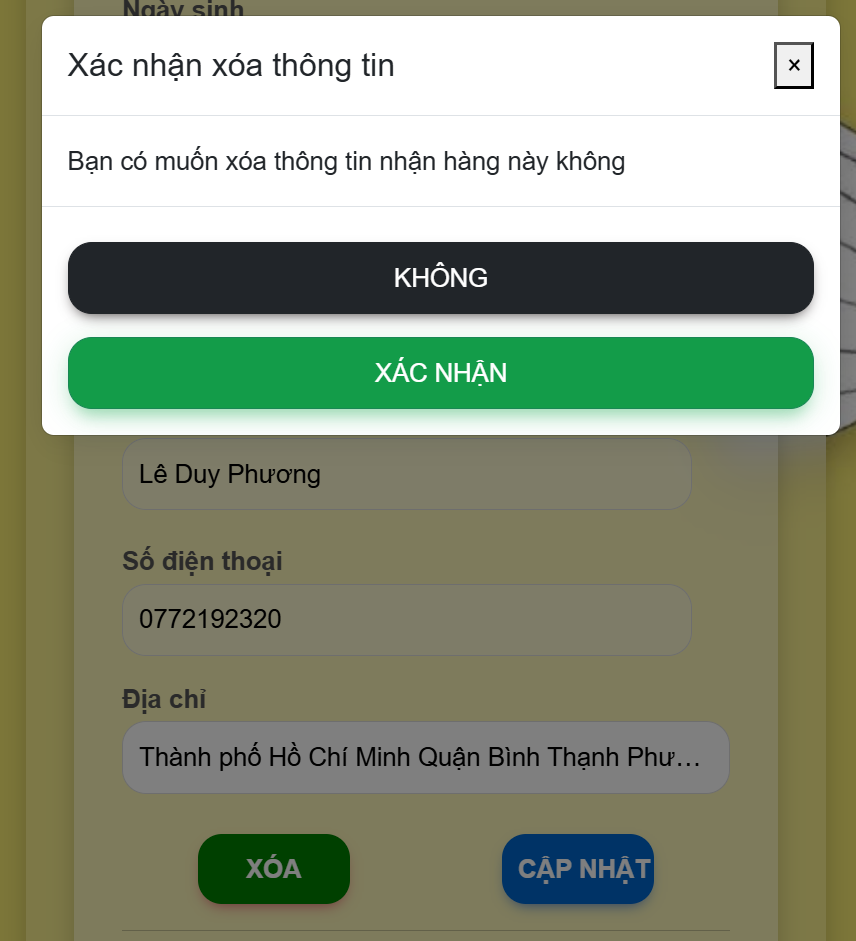 Ngày sinh
Xác nhận xóa thông tin
×
Bạn có muốn xóa thông tin nhận hàng này không
KHÔNG
XÁC NHẬN
Lê Duy Phương
Số điện thoại
0772192320
Địa chỉ
Thành phố Hồ Chí Minh Quận Bình Thạnh Phư…
XÓA
CẬP NHẬT